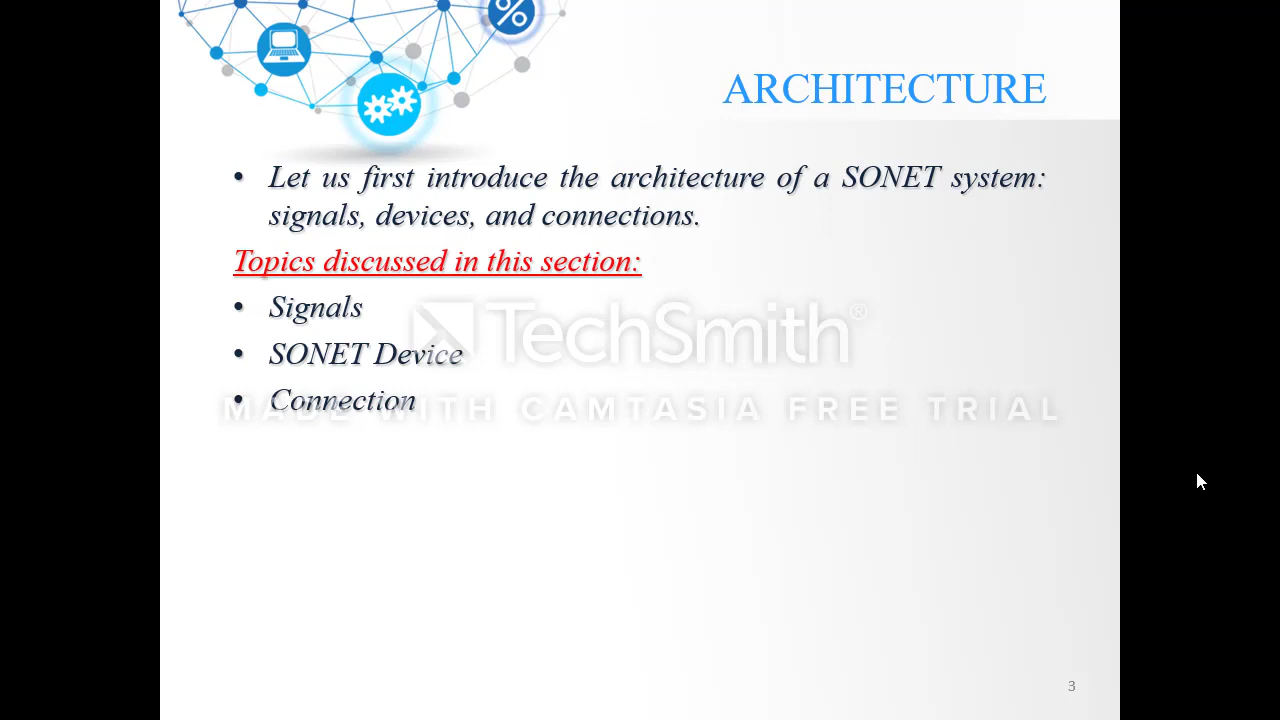 ARCHITECTURE
• Let us first introduce the architecture of a SONET system:
signals, devices, and connections.
Topics discussed in this section:
• Signals
• SONET Device
• Connection
TechSmith®
MADE WITH CAMTASIA FREE TRIAL
3